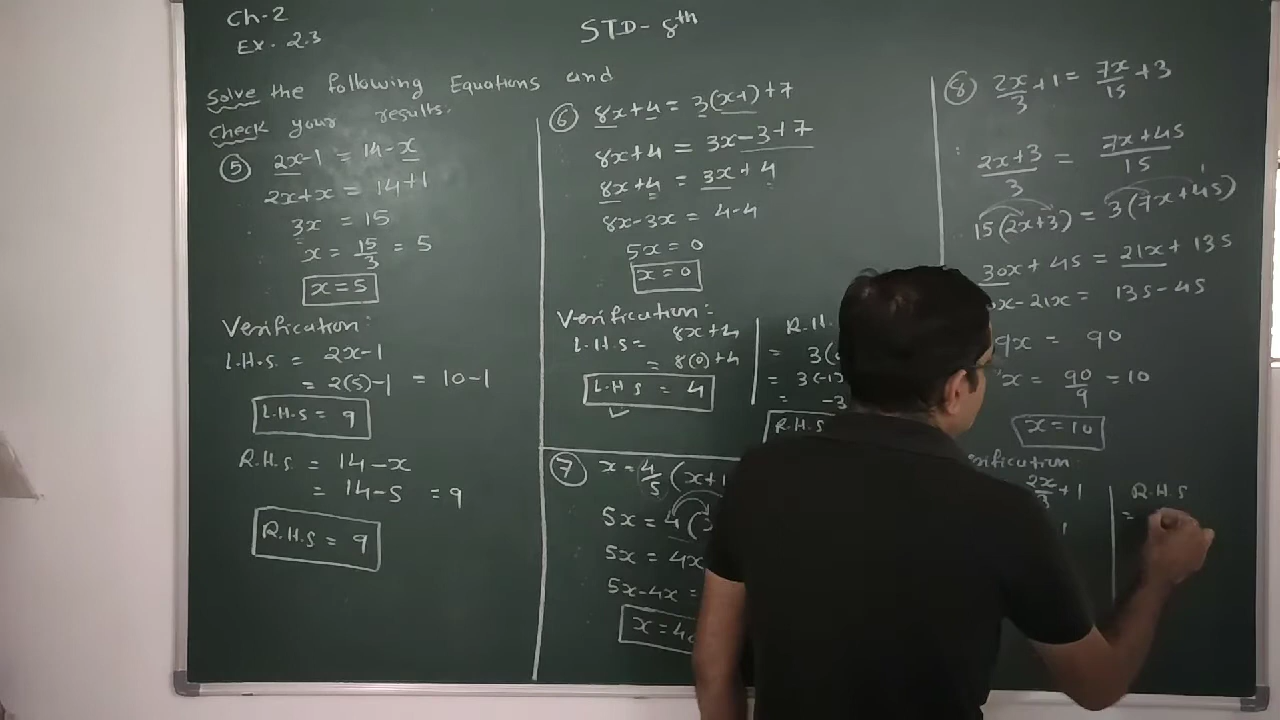 Ch-2
Ex. 2.3
STD- 8th
Solve the following Equations and
Check your results.
5 2x-1 = 14-x
2x+x = 14+1
3x = 15
x = 15/3 = 5
x = 5
Verification:
L.H.S. = 2x-1
= 2(5)-1 = 10-1
L.H.S = 9
R.H.S. = 14-x
= 14-5 = 9
R.H.S = 9
6 8x+4 = 3(x-1)+7
8x+4 = 3x-3+7
8x+4 = 3x+4
8x-3x = 4-4
5x = 0
x = 0
Verification:
L.H.S = 8x+4
= 8(0)+4
L.H.S = 4
R.H.
= 3(
= 3(-1)
= -3
R.H.S
7 x = 4/5 (x+1
5x = 4(
5x = 4x
5x-4x =
x = 4
8 2x/3 + 1 = 7x/15 + 3
2x+3/3 = 7x+45/15
15(2x+3) = 3(7x+45)
30x + 45 = 21x + 135
x-21x = 135-45
9x = 90
x = 90/9 = 10
x = 10
ification:
2x/3 + 1
1
R.H.S
=